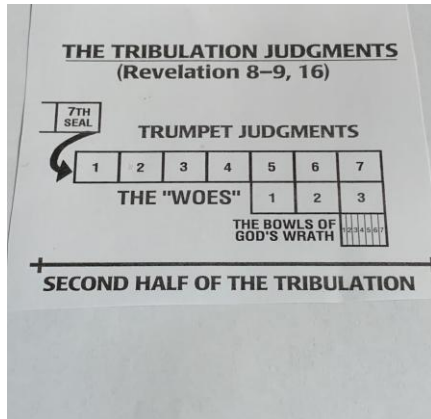 THE TRIBULATION JUDGMENTS
(Revelation 8–9, 16)
7TH
SEAL
TRUMPET JUDGMENTS
1 2 3 4 5 6 7
THE "WOES" 1 2 3
THE BOWLS OF
GOD'S WRATH
1 2 3 4 5 6 7
SECOND HALF OF THE TRIBULATION